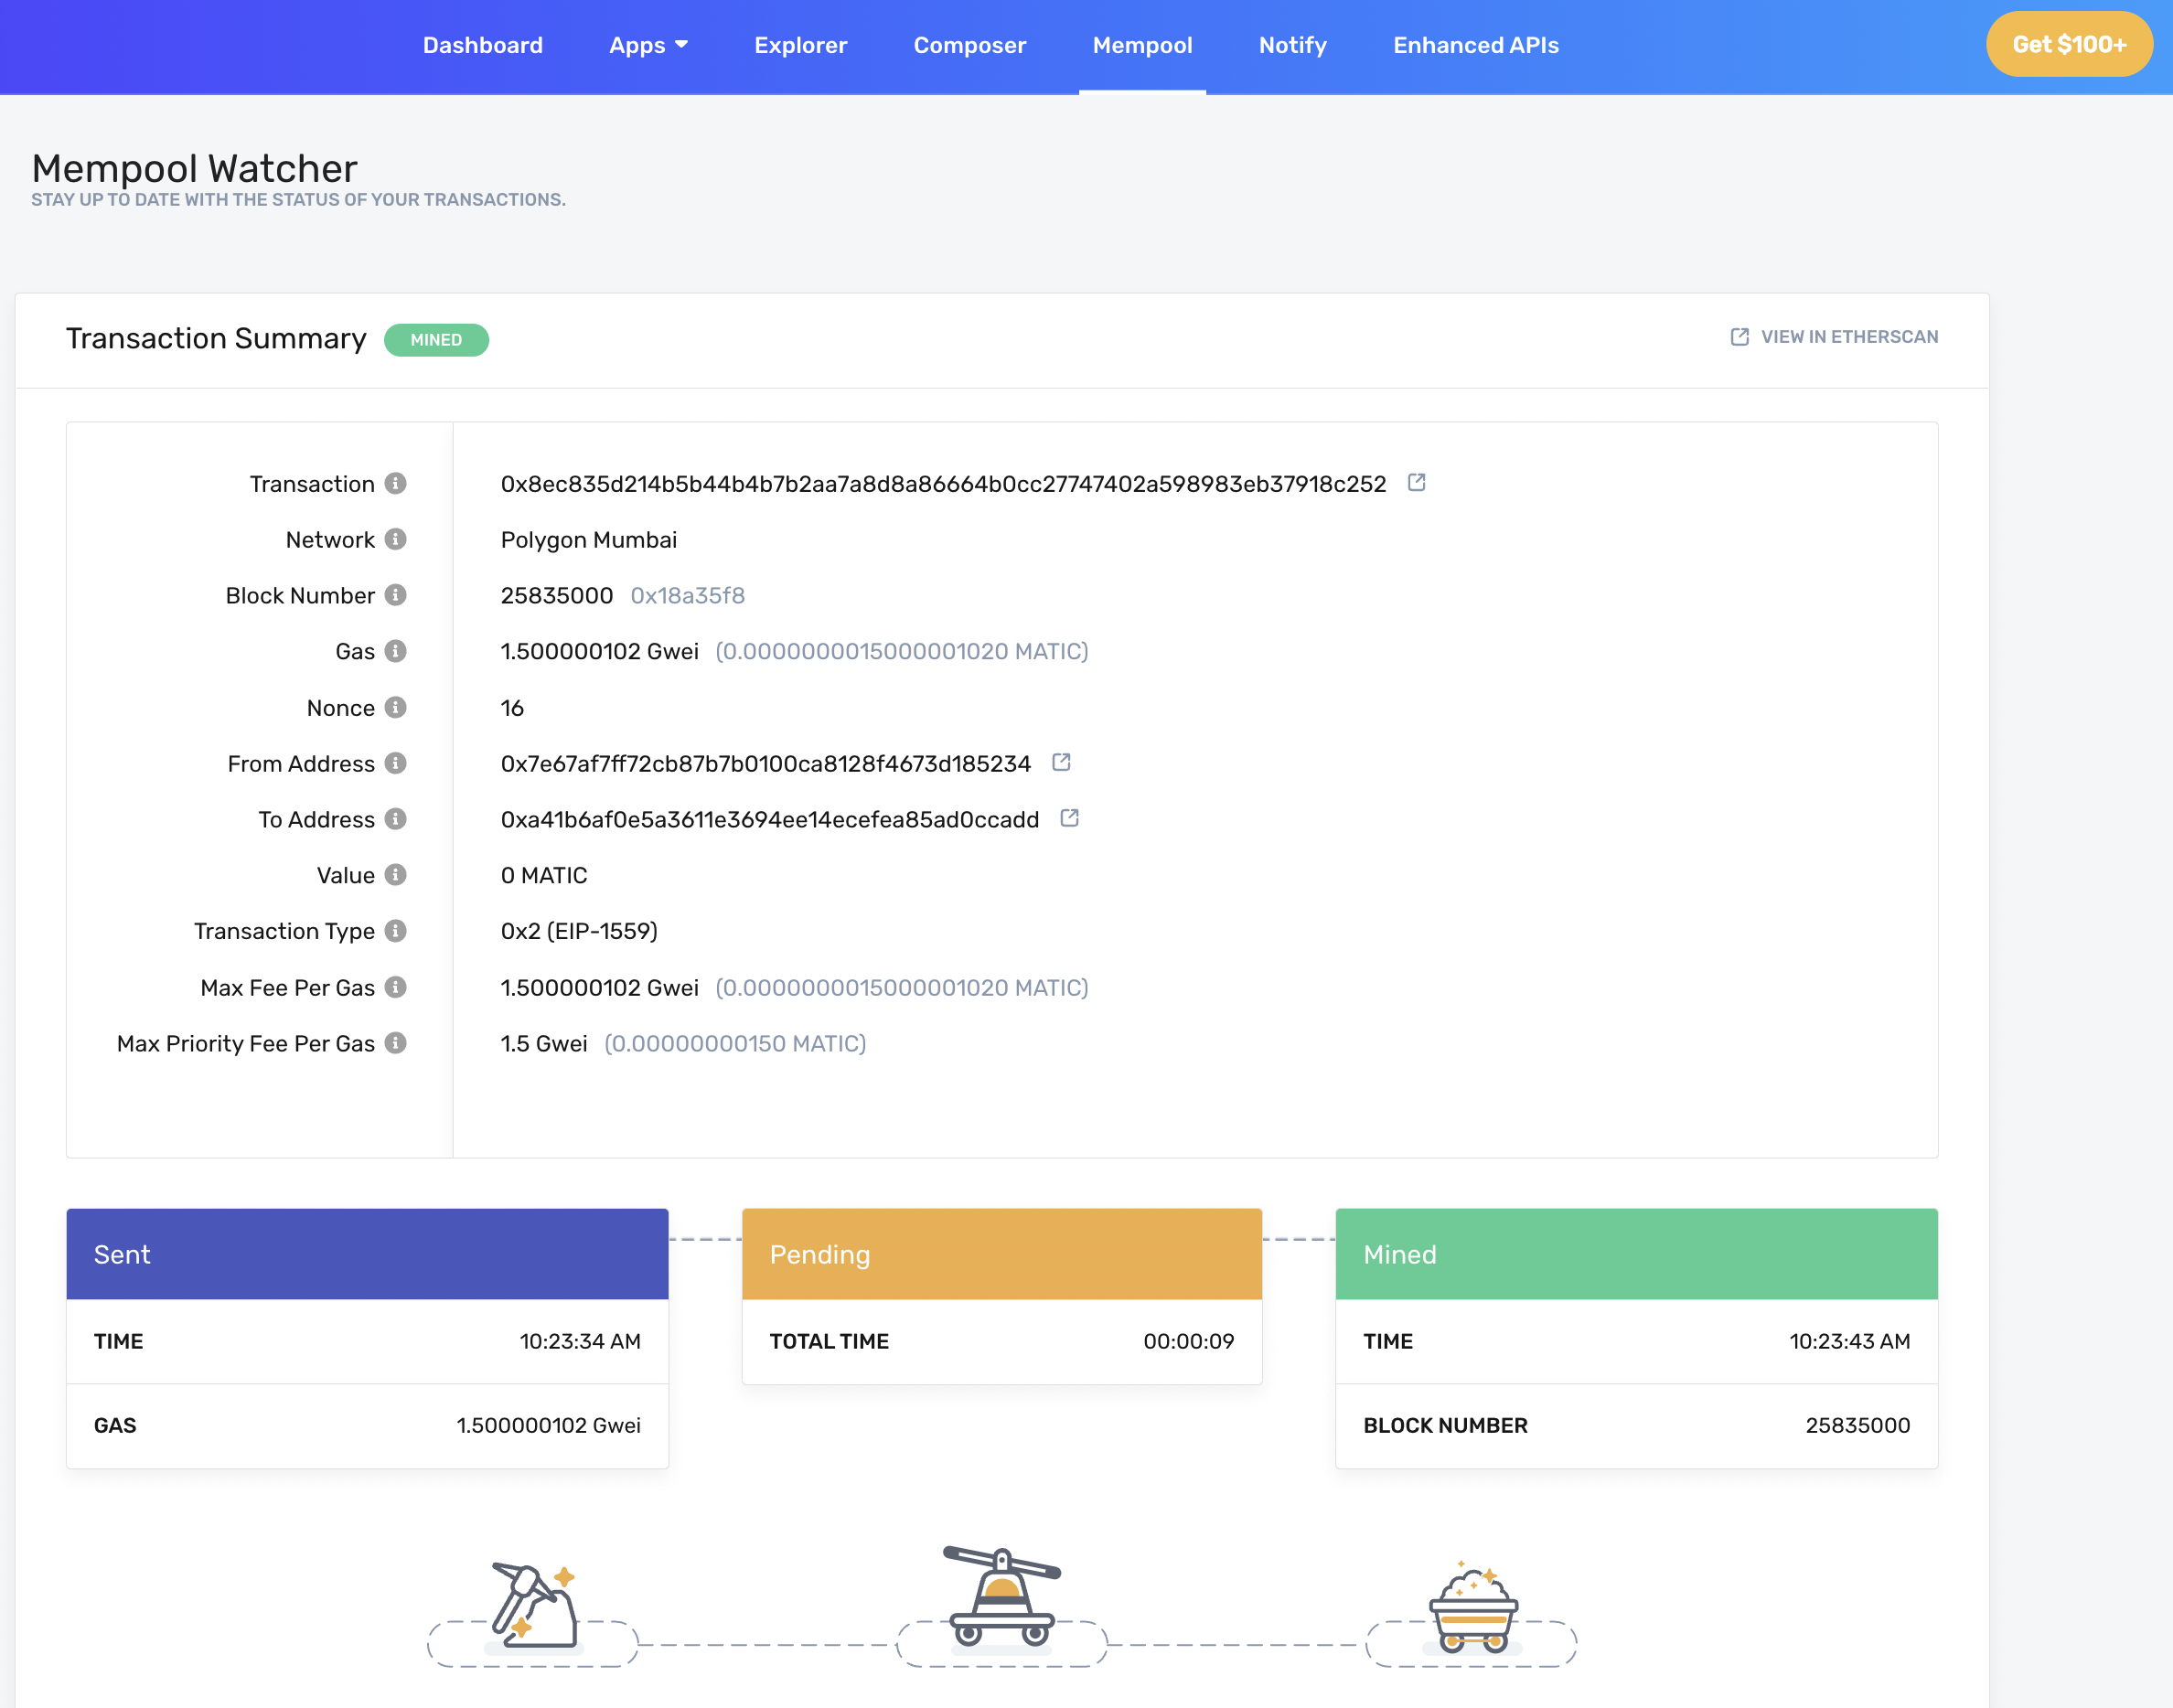 Dashboard Apps Explorer Composer Mempool Notify Enhanced APIs Get $100+
Mempool Watcher
STAY UP TO DATE WITH THE STATUS OF YOUR TRANSACTIONS.
Transaction Summary MINED VIEW IN ETHERSCAN
Transaction 0x8ec835d214b5b44b4b7b2aa7a8d8a86664b0cc27747402a598983eb37918c252
Network Polygon Mumbai
Block Number 25835000 0x18a35f8
Gas 1.500000102 Gwei (0.0000000015000001020 MATIC)
Nonce 16
From Address 0x7e67af7ff72cb87b7b0100ca8128f4673d185234
To Address 0xa41b6af0e5a3611e3694ee14ecefea85ad0ccadd
Value 0 MATIC
Transaction Type 0x2 (EIP-1559)
Max Fee Per Gas 1.500000102 Gwei (0.0000000015000001020 MATIC)
Max Priority Fee Per Gas 1.5 Gwei (0.00000000150 MATIC)
Sent
TIME 10:23:34 AM
GAS 1.500000102 Gwei
Pending
TOTAL TIME 00:00:09
Mined
TIME 10:23:43 AM
BLOCK NUMBER 25835000